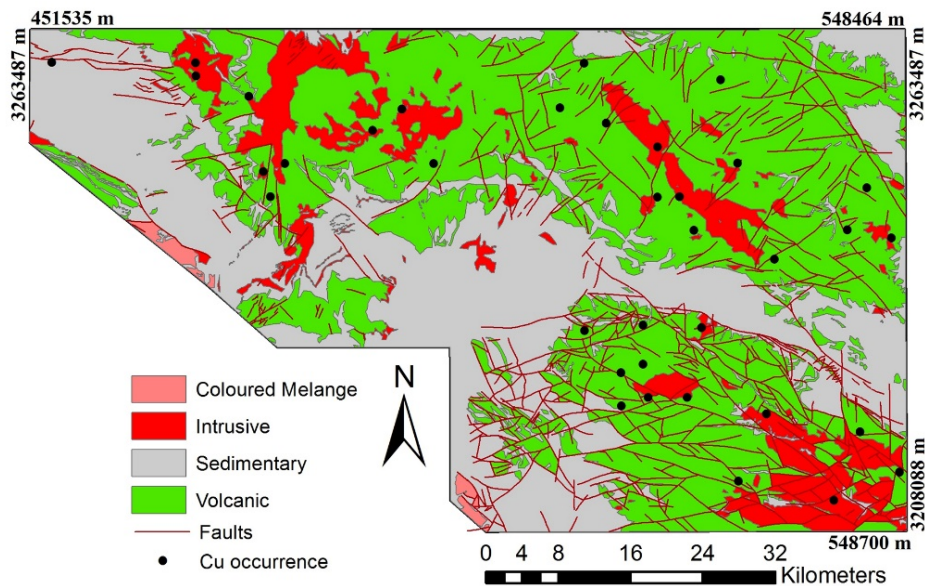 451535 m
548464 m
3263487 m
3263487 m
Coloured Melange
Intrusive
Sedimentary
Volcanic
Faults
Cu occurrence
N
3208088 m
548700 m
0 4 8 16 24 32
Kilometers